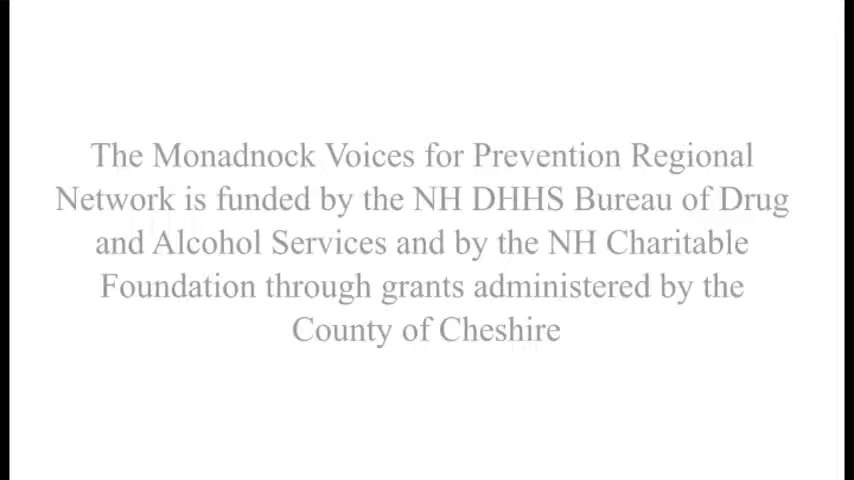 The Monadnock Voices for Prevention Regional
Network is funded by the NH DHHS Bureau of Drug
and Alcohol Services and by the NH Charitable
Foundation through grants administered by the
County of Cheshire